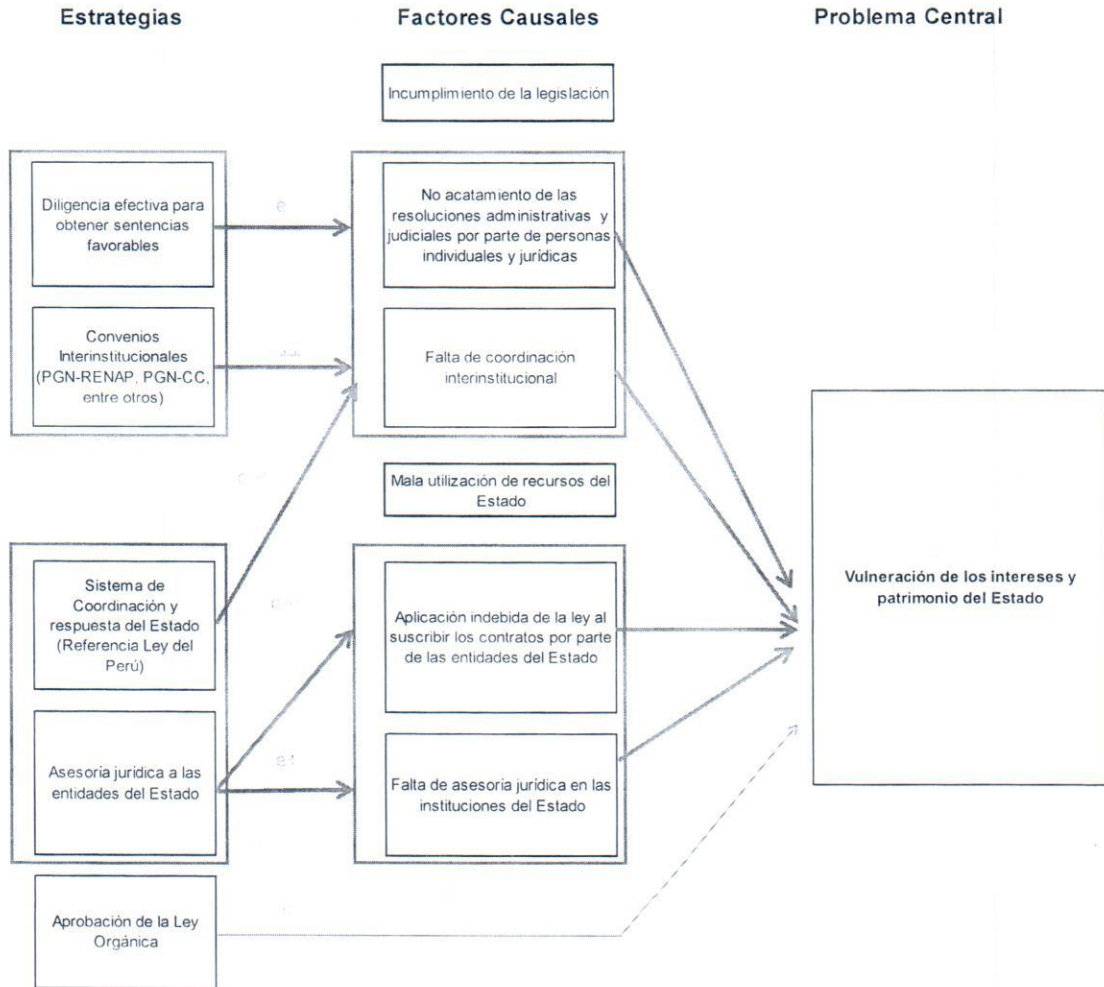 Estrategias
Factores Causales
Problema Central
Incumplimiento de la legislación
Diligencia efectiva para
obtener sentencias
favorables
No acatamiento de las
resoluciones administrativas y
judiciales por parte de personas
individuales y jurídicas
Convenios
Interinstitucionales
(PGN-RENAP, PGN-CC,
entre otros)
Falta de coordinación
interinstitucional
Mala utilización de recursos del
Estado
Sistema de
Coordinación y
respuesta del Estado
(Referencia Ley del
Perú)
Aplicación indebida de la ley al
suscribir los contratos por parte
de las entidades del Estado
Vulneración de los intereses y
patrimonio del Estado
Asesoría jurídica a las
entidades del Estado
Falta de asesoría jurídica en las
instituciones del Estado
Aprobación de la Ley
Orgánica